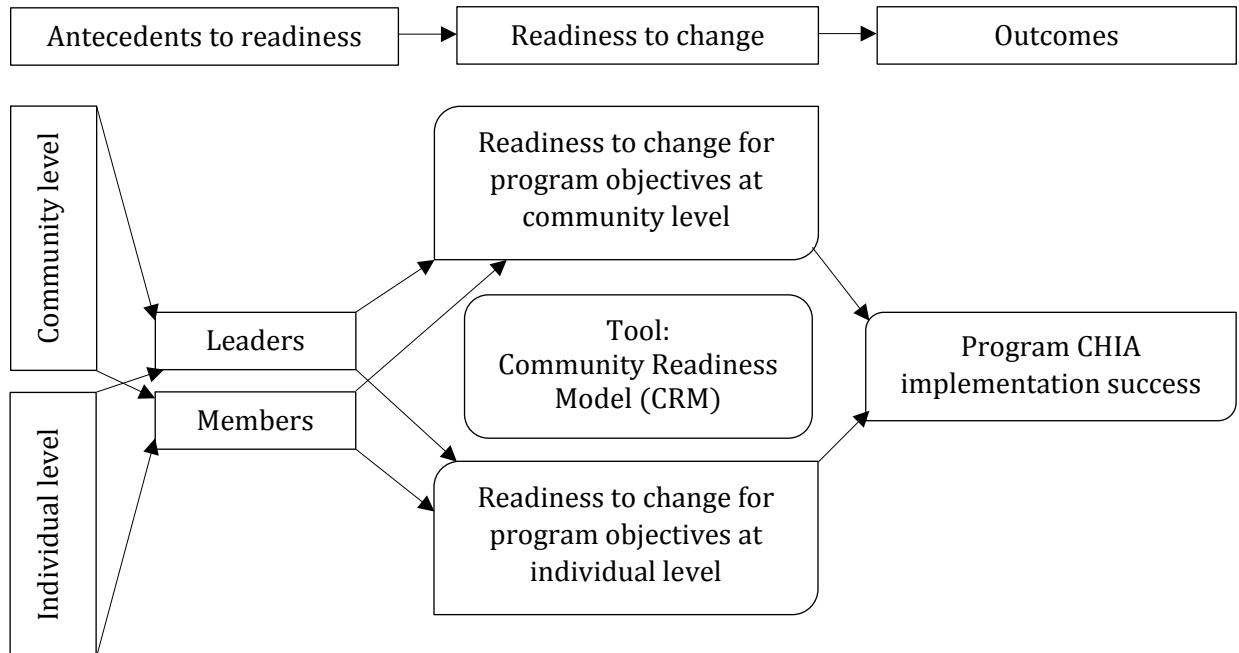 Antecedents to readiness
Readiness to change
Outcomes
Community level
Individual level
Leaders
Members
Readiness to change for
program objectives at
community level
Tool:
Community Readiness
Model (CRM)
Readiness to change for
program objectives at
individual level
Program CHIA
implementation success